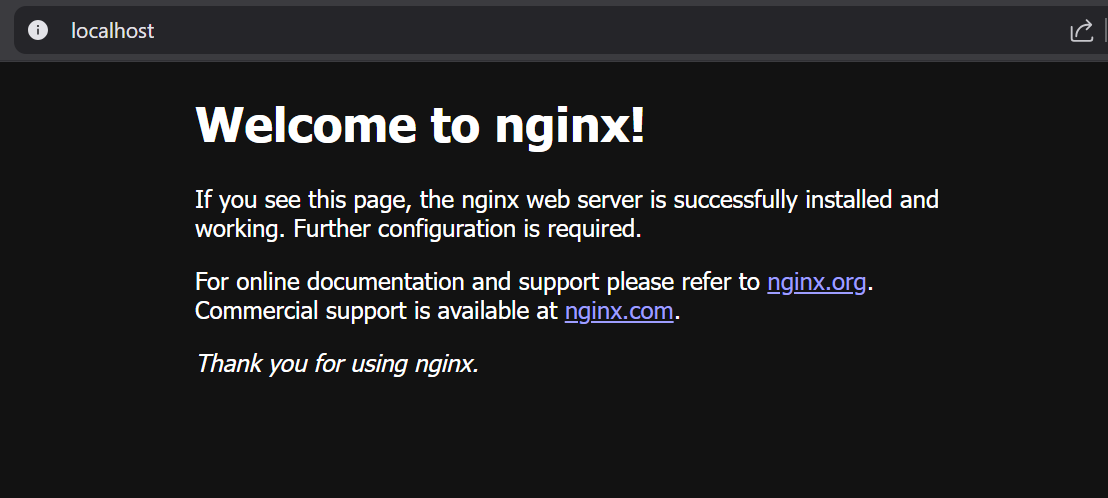 localhost
Welcome to nginx!
If you see this page, the nginx web server is successfully installed and
working. Further configuration is required.
For online documentation and support please refer to nginx.org.
Commercial support is available at nginx.com.
Thank you for using nginx.